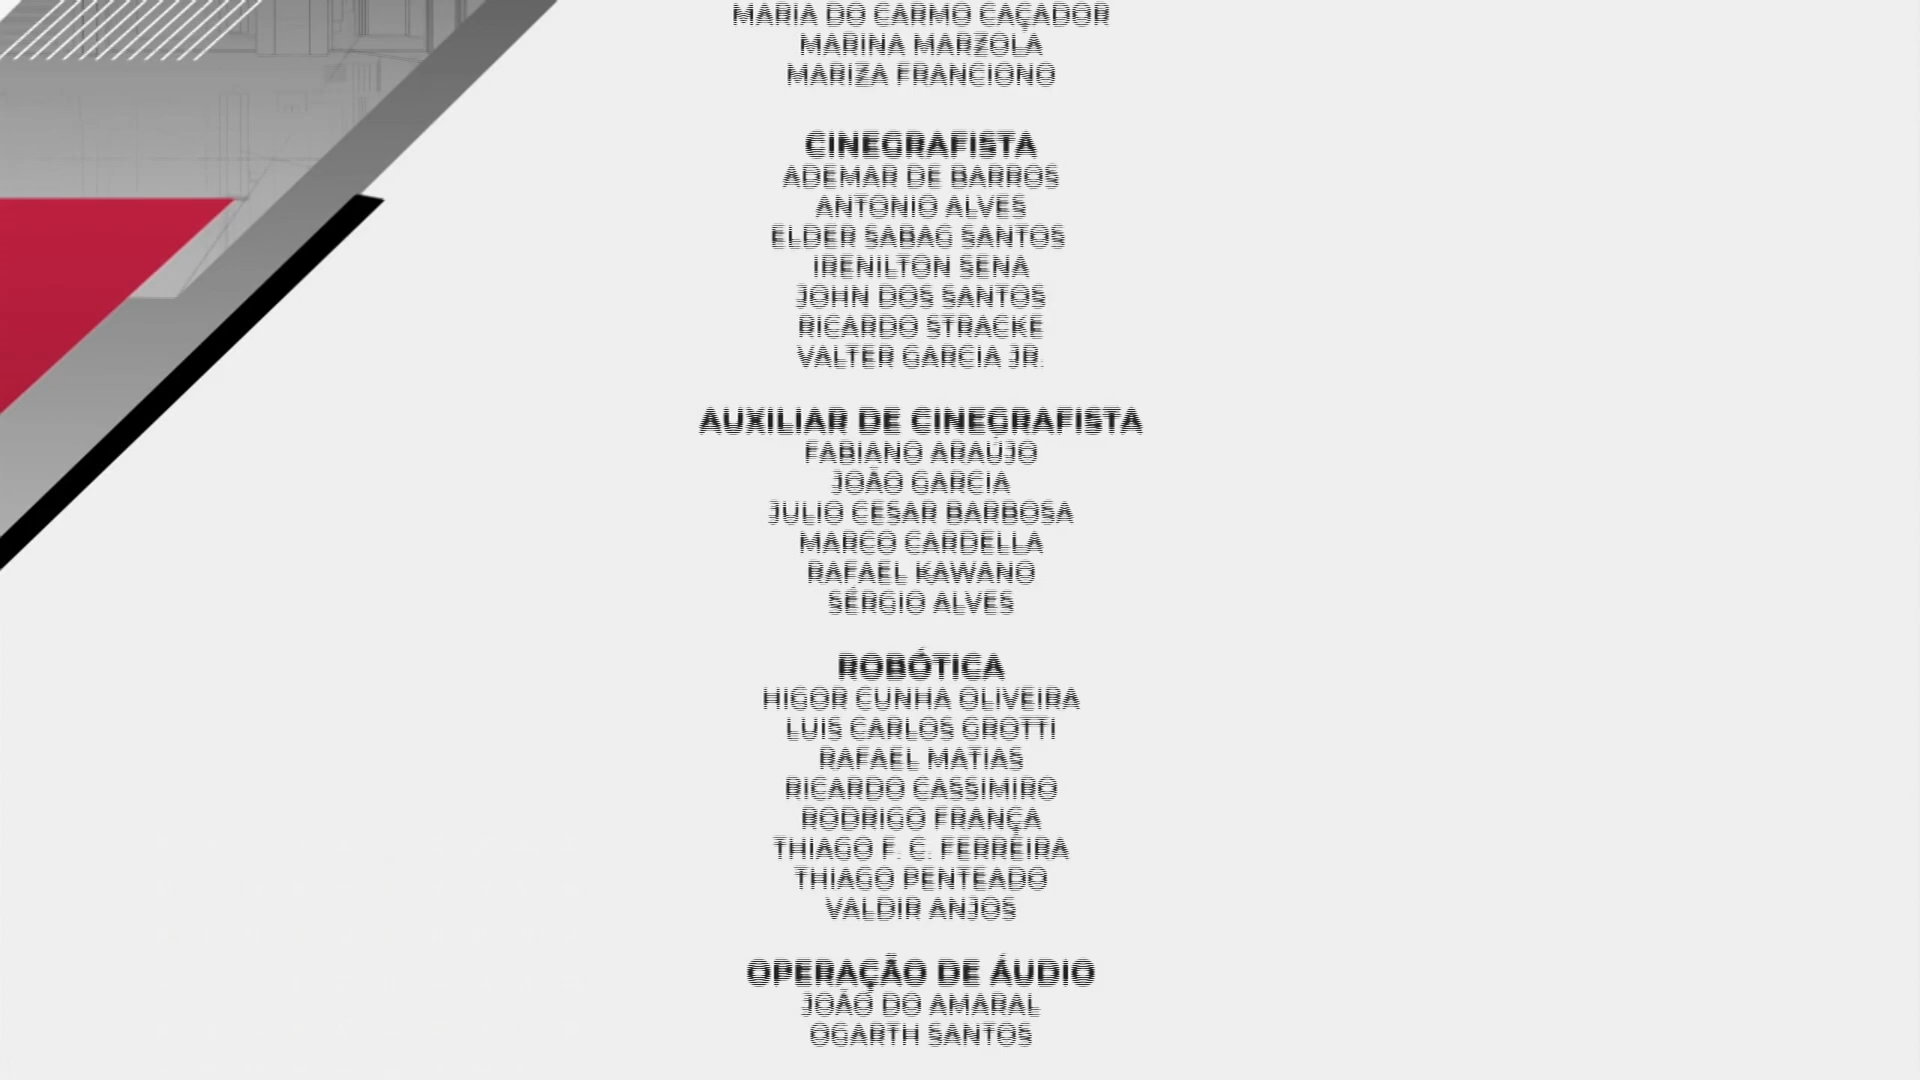 MARIA DO CARMO CAÇADOR
MARINA MARZOLA
MARIZA FRANCIONO
CINEGRAFISTA
ADEMAR DE BARROS
ANTONIO ALVES
ELDER SABAG SANTOS
IRENILTON SENA
JOHN DOS SANTOS
RICARDO STRACKE
VALTER GARCIA JR.
AUXILIAR DE CINEGRAFISTA
FABIANO ARAÚJO
JOÃO GARCIA
JULIO CESAR BARBOSA
MARCO CARDELLA
RAFAEL KAWANO
SÉRGIO ALVES
ROBÓTICA
HIGOR CUNHA OLIVEIRA
LUIS CARLOS GROTTI
RAFAEL MATIAS
RICARDO CASSIMIRO
RODRIGO FRANÇA
THIAGO F. C. FERREIRA
THIAGO PENTEADO
VALDIR ANJOS
OPERAÇÃO DE ÁUDIO
JOÃO DO AMARAL
OGARTH SANTOS